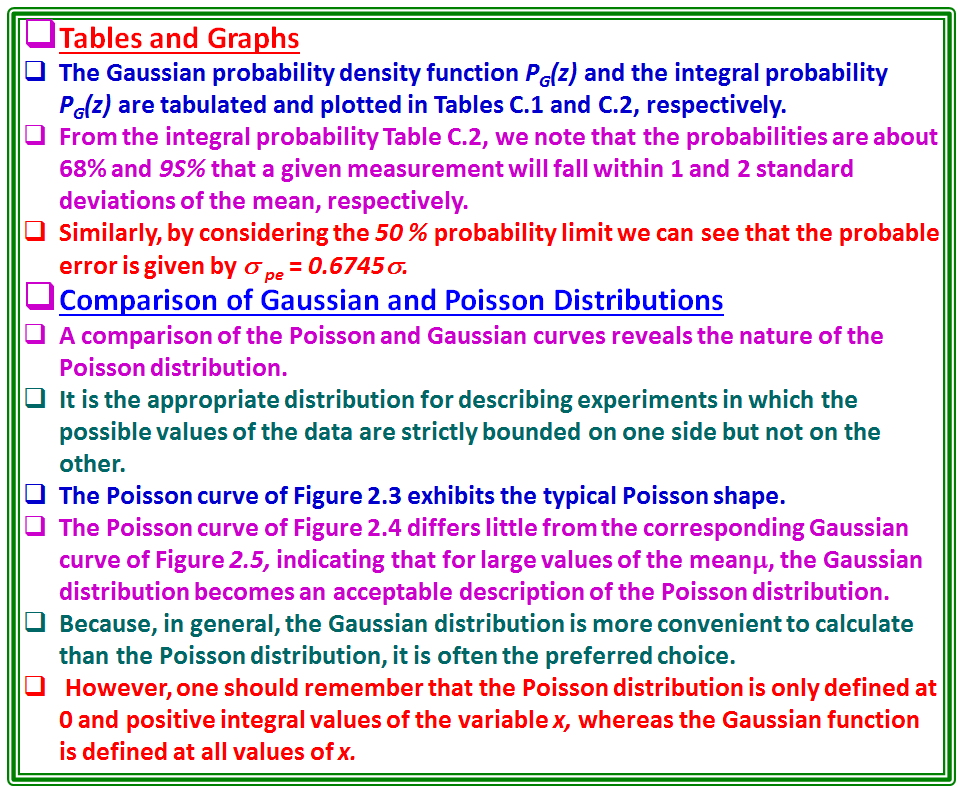 Tables and Graphs
The Gaussian probability density function PG(z) and the integral probability
PG(z) are tabulated and plotted in Tables C.1 and C.2, respectively.
From the integral probability Table C.2, we note that the probabilities are about
68% and 9S% that a given measurement will fall within 1 and 2 standard
deviations of the mean, respectively.
Similarly, by considering the 50 % probability limit we can see that the probable
error is given by σ pe = 0.6745σ.
Comparison of Gaussian and Poisson Distributions
A comparison of the Poisson and Gaussian curves reveals the nature of the
Poisson distribution.
It is the appropriate distribution for describing experiments in which the
possible values of the data are strictly bounded on one side but not on the
other.
The Poisson curve of Figure 2.3 exhibits the typical Poisson shape.
The Poisson curve of Figure 2.4 differs little from the corresponding Gaussian
curve of Figure 2.5, indicating that for large values of the meanμ, the Gaussian
distribution becomes an acceptable description of the Poisson distribution.
Because, in general, the Gaussian distribution is more convenient to calculate
than the Poisson distribution, it is often the preferred choice.
However, one should remember that the Poisson distribution is only defined at
0 and positive integral values of the variable x, whereas the Gaussian function
is defined at all values of x.